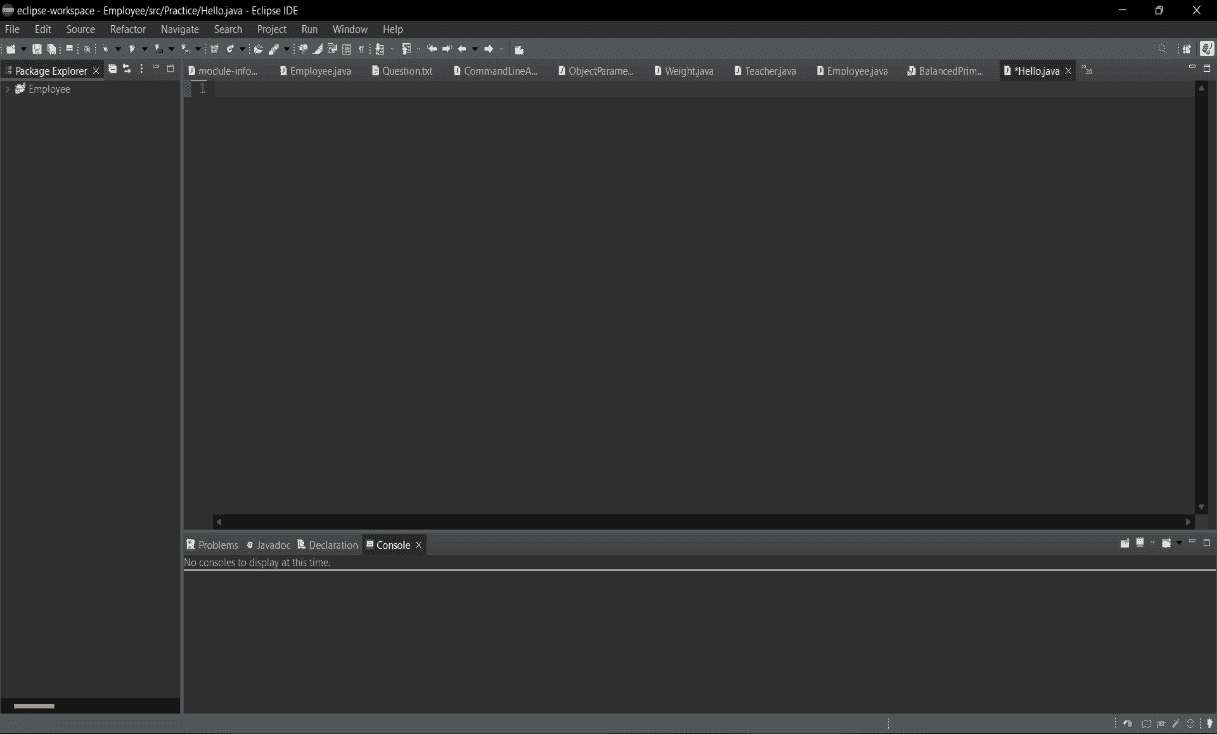 eclipse-workspace - Employee/src/Practice/Hello.java - Eclipse IDE
File Edit Source Refactor Navigate Search Project Run Window Help
Package Explorer
module-info... Employee.java Question.txt CommandLineA... ObjectParame... Weight.java Teacher.java Employee.java BalancedPrim... *Hello.java »26
Employee
1
Problems Javadoc Declaration Console
No consoles to display at this time.